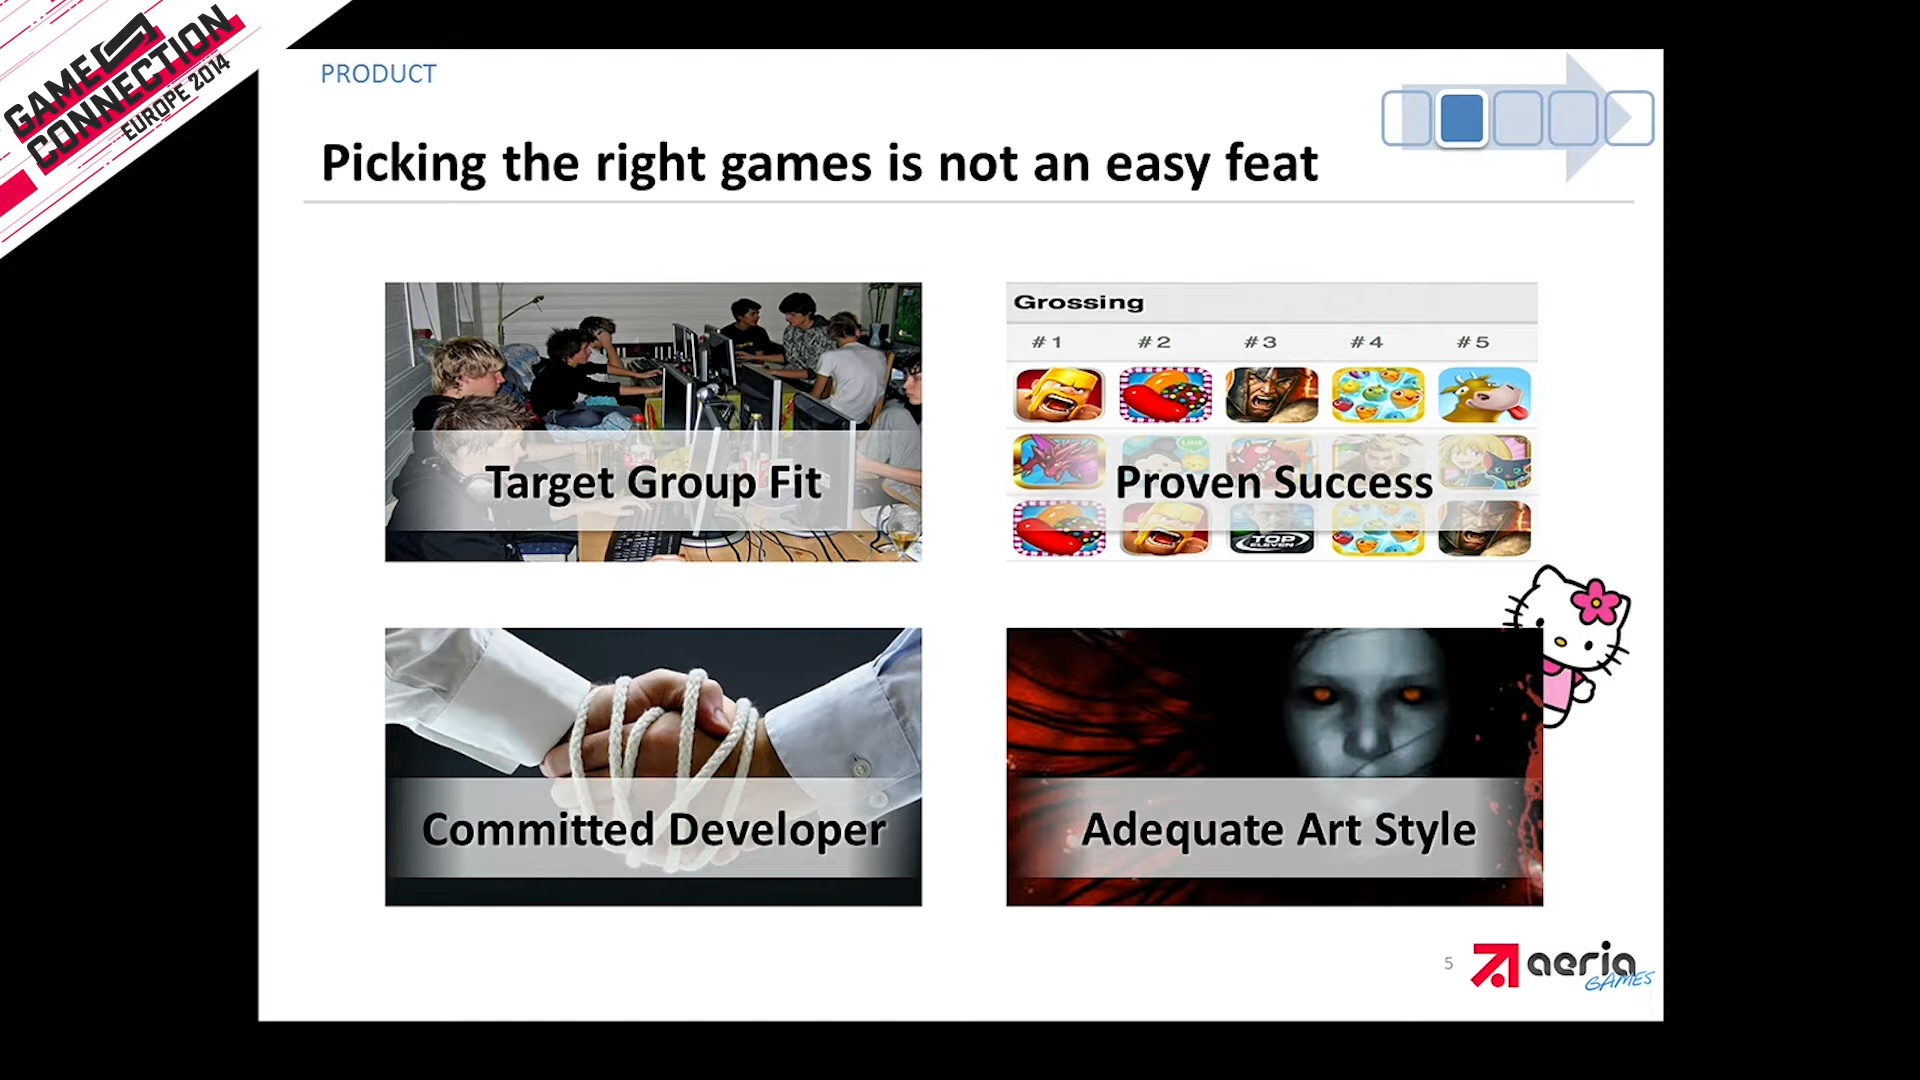 GAME
CONNECTION
EUROPE 2014
PRODUCT
Picking the right games is not an easy feat
Target Group Fit
Grossing
#1 #2 #3 #4 #5
LINE
TOP
ELEVEN
Proven Success
Committed Developer
Adequate Art Style
5
aeria
GAMES